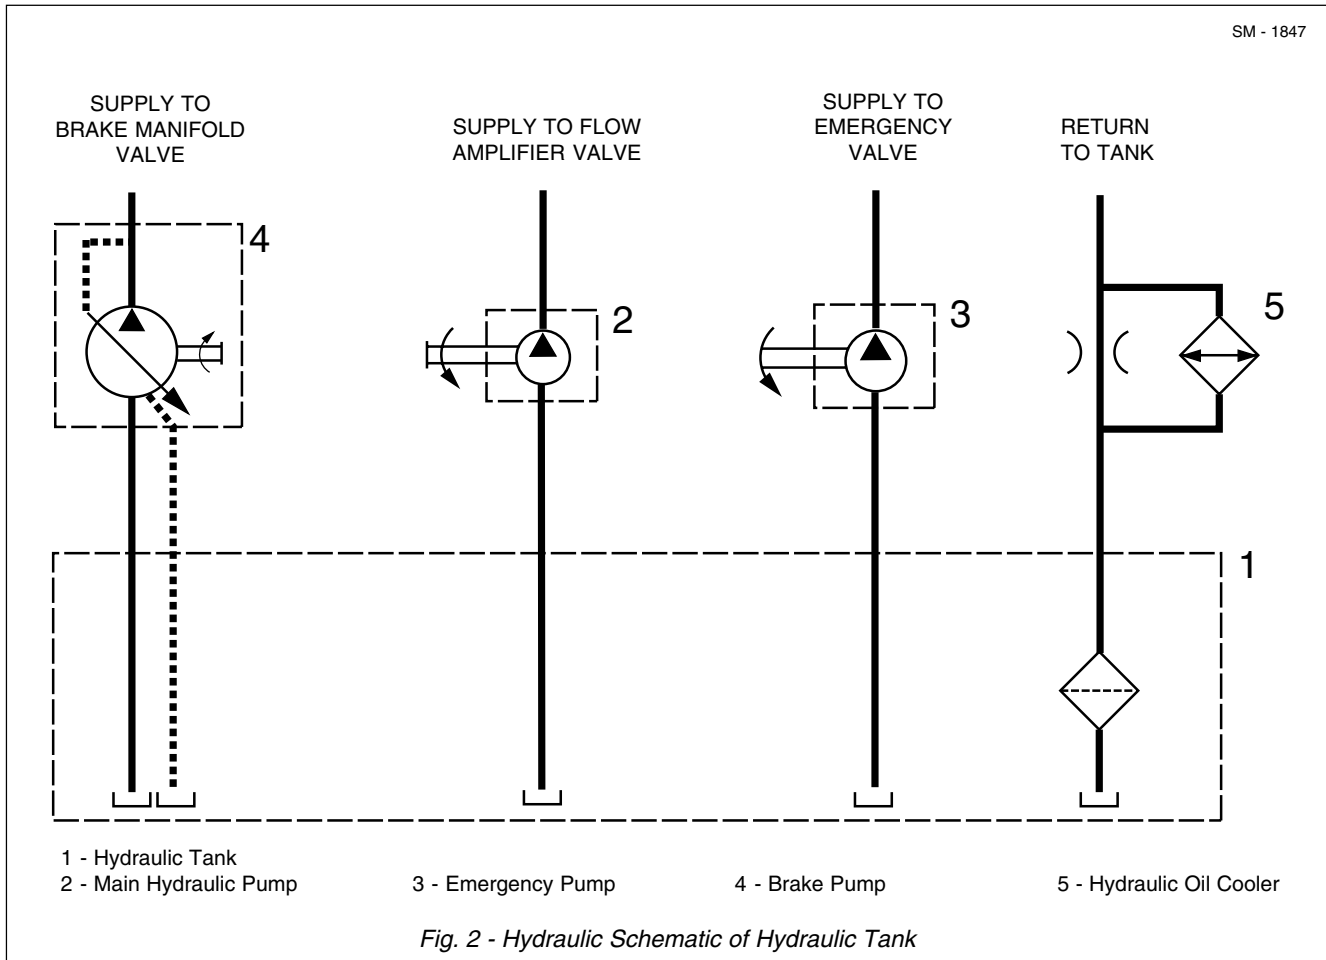 SM - 1847
SUPPLY TO
BRAKE MANIFOLD
VALVE
SUPPLY TO FLOW
AMPLIFIER VALVE
SUPPLY TO
EMERGENCY
VALVE
RETURN
TO TANK
4
2
3
5
1
1 - Hydraulic Tank
2 - Main Hydraulic Pump
3 - Emergency Pump
4 - Brake Pump
5 - Hydraulic Oil Cooler
Fig. 2 - Hydraulic Schematic of Hydraulic Tank